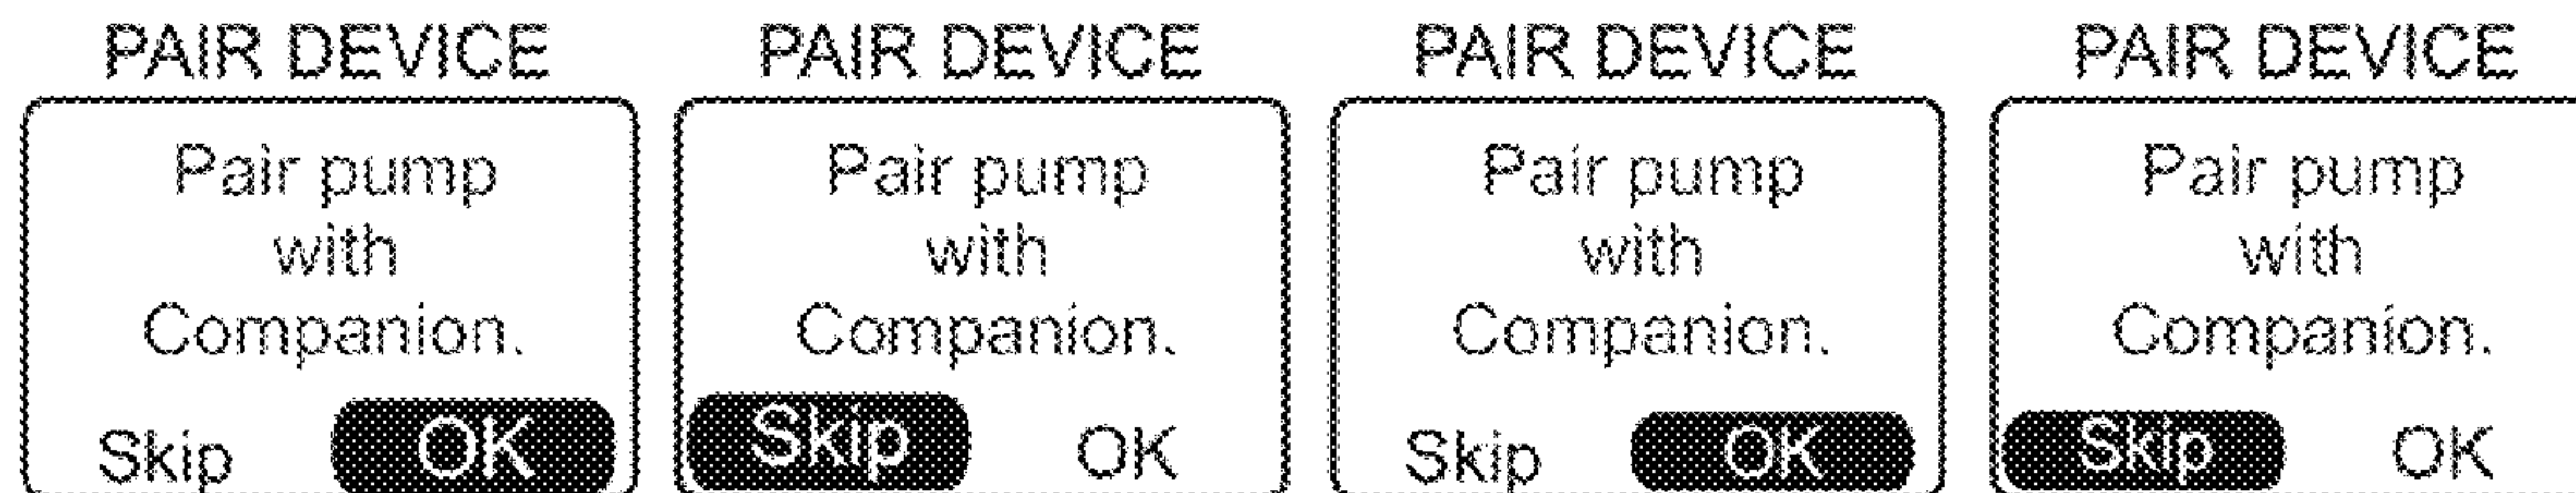 PAIR DEVICE PAIR DEVICE PAIR DEVICE PAIR DEVICE
Pair pump Pair pump Pair pump Pair pump
with with with with
Companion. Companion. Companion. Companion.
Skip OK Skip OK Skip OK Skip OK